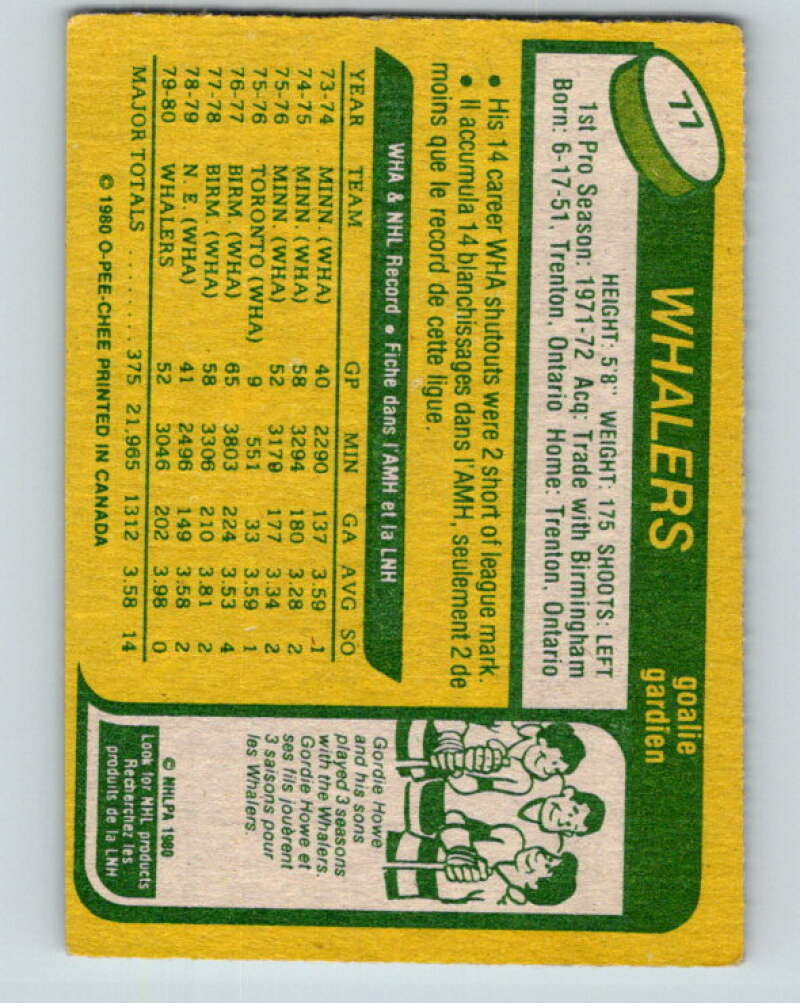 77
WHALERS
goalie
gardien
HEIGHT: 5'8" WEIGHT: 175 SHOOTS: LEFT
1st Pro Season: 1971-72 Acq: Trade with Birmingham
Born: 6-17-51, Trenton, Ontario Home: Trenton, Ontario
• His 14 career WHA shutouts were 2 short of league mark.
• Il accumula 14 blanchissages dans l'AMH, seulement 2 de
moins que le record de cette ligue.
WHA & NHL Record • Fiche dans l'AMH et la LNH
YEAR TEAM GP MIN GA AVG SO
73-74 MINN. (WHA) 40 2290 137 3.59 1
74-75 MINN. (WHA) 58 3294 180 3.28 2
75-76 MINN. (WHA) 52 3179 177 3.34 2
75-76 TORONTO (WHA) 9 551 33 3.59 1
76-77 BIRM. (WHA) 65 3803 224 3.53 4
77-78 BIRM. (WHA) 58 3306 210 3.81 2
78-79 N. E. (WHA) 41 2496 149 3.58 2
79-80 WHALERS 52 3046 202 3.98 0
MAJOR TOTALS ......... 375 21,965 1312 3.58 14
© 1980 O-PEE-CHEE PRINTED IN CANADA
Gordie Howe
and his sons
played 3 seasons
with the Whalers.
Gordie Howe et
ses fils jouèrent
3 saisons pour
les Whalers.
© NHLPA 1980
Look for NHL products
Recherchez les
produits de la LNH